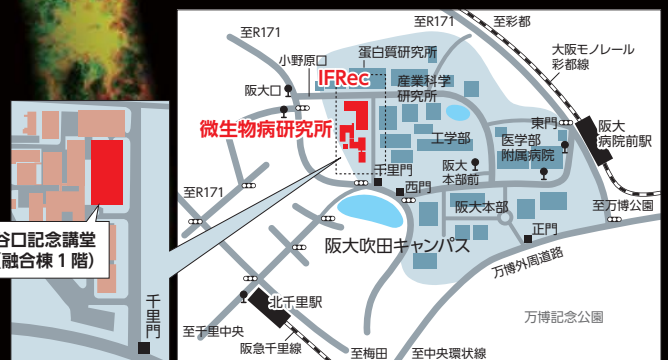 至R171
至彩都
至R171
小野原口
蛋白質研究所
大阪モノレール
彩都線
IFRec
産業科学
研究所
阪大口
微生物病研究所
工学部
東門
医学部
附属病院
阪大
病院前駅
阪大
本部前
千里門
西門
至R171
阪大本部
至万博公園
谷口記念講堂
融合棟1階)
正門
阪大吹田キャンパス
万博外周道路
千里門
北千里駅
万博記念公園
至千里中央
阪急千里線
至梅田
至中央環状線